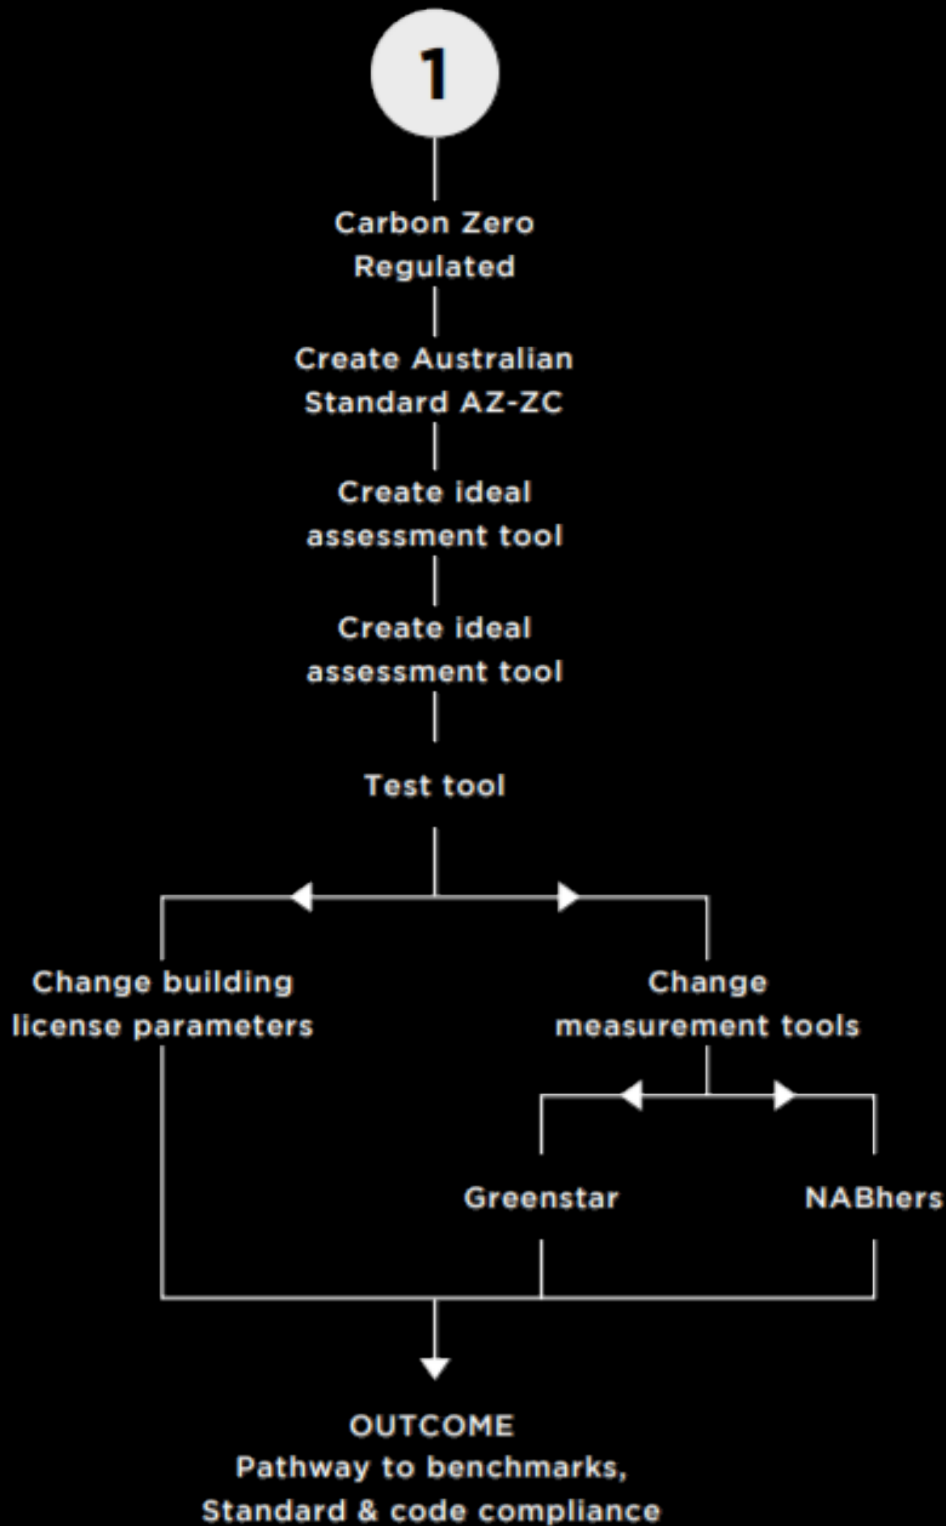 1
Carbon Zero
Regulated
Create Australian
Standard AZ-ZC
Create ideal
assessment tool
Create ideal
assessment tool
Test tool
Change building
license parameters
Change
measurement tools
Greenstar
NABhers
OUTCOME
Pathway to benchmarks,
Standard & code compliance